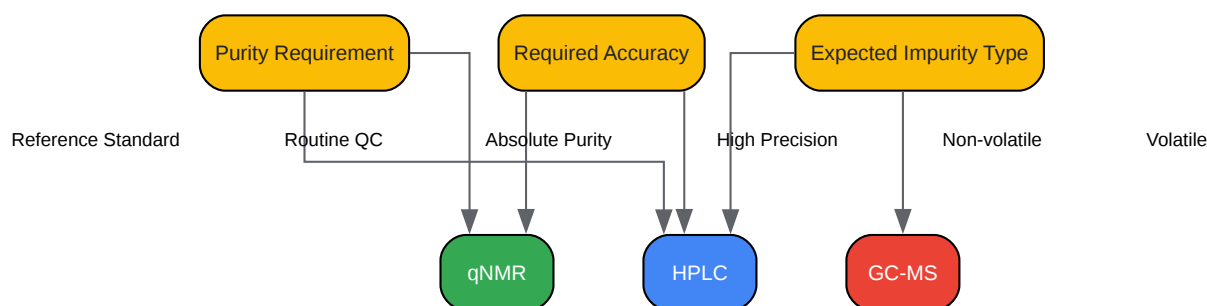 Purity Requirement
Required Accuracy
Expected Impurity Type
Reference Standard
Routine QC
Absolute Purity
High Precision
Non-volatile
Volatile
qNMR
HPLC
GC-MS